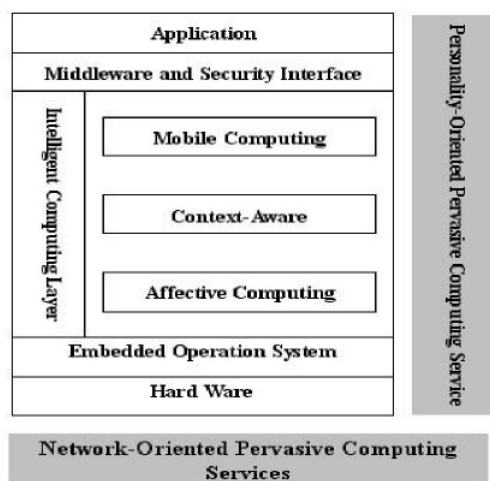 Application
Middleware and Security Interface
Intelligent Computing Layer
Mobile Computing
Context-Aware
Affective Computing
Embedded Operation System
Hard Ware
Personality-Oriented Pervasive Computing Service
Network-Oriented Pervasive Computing
Services